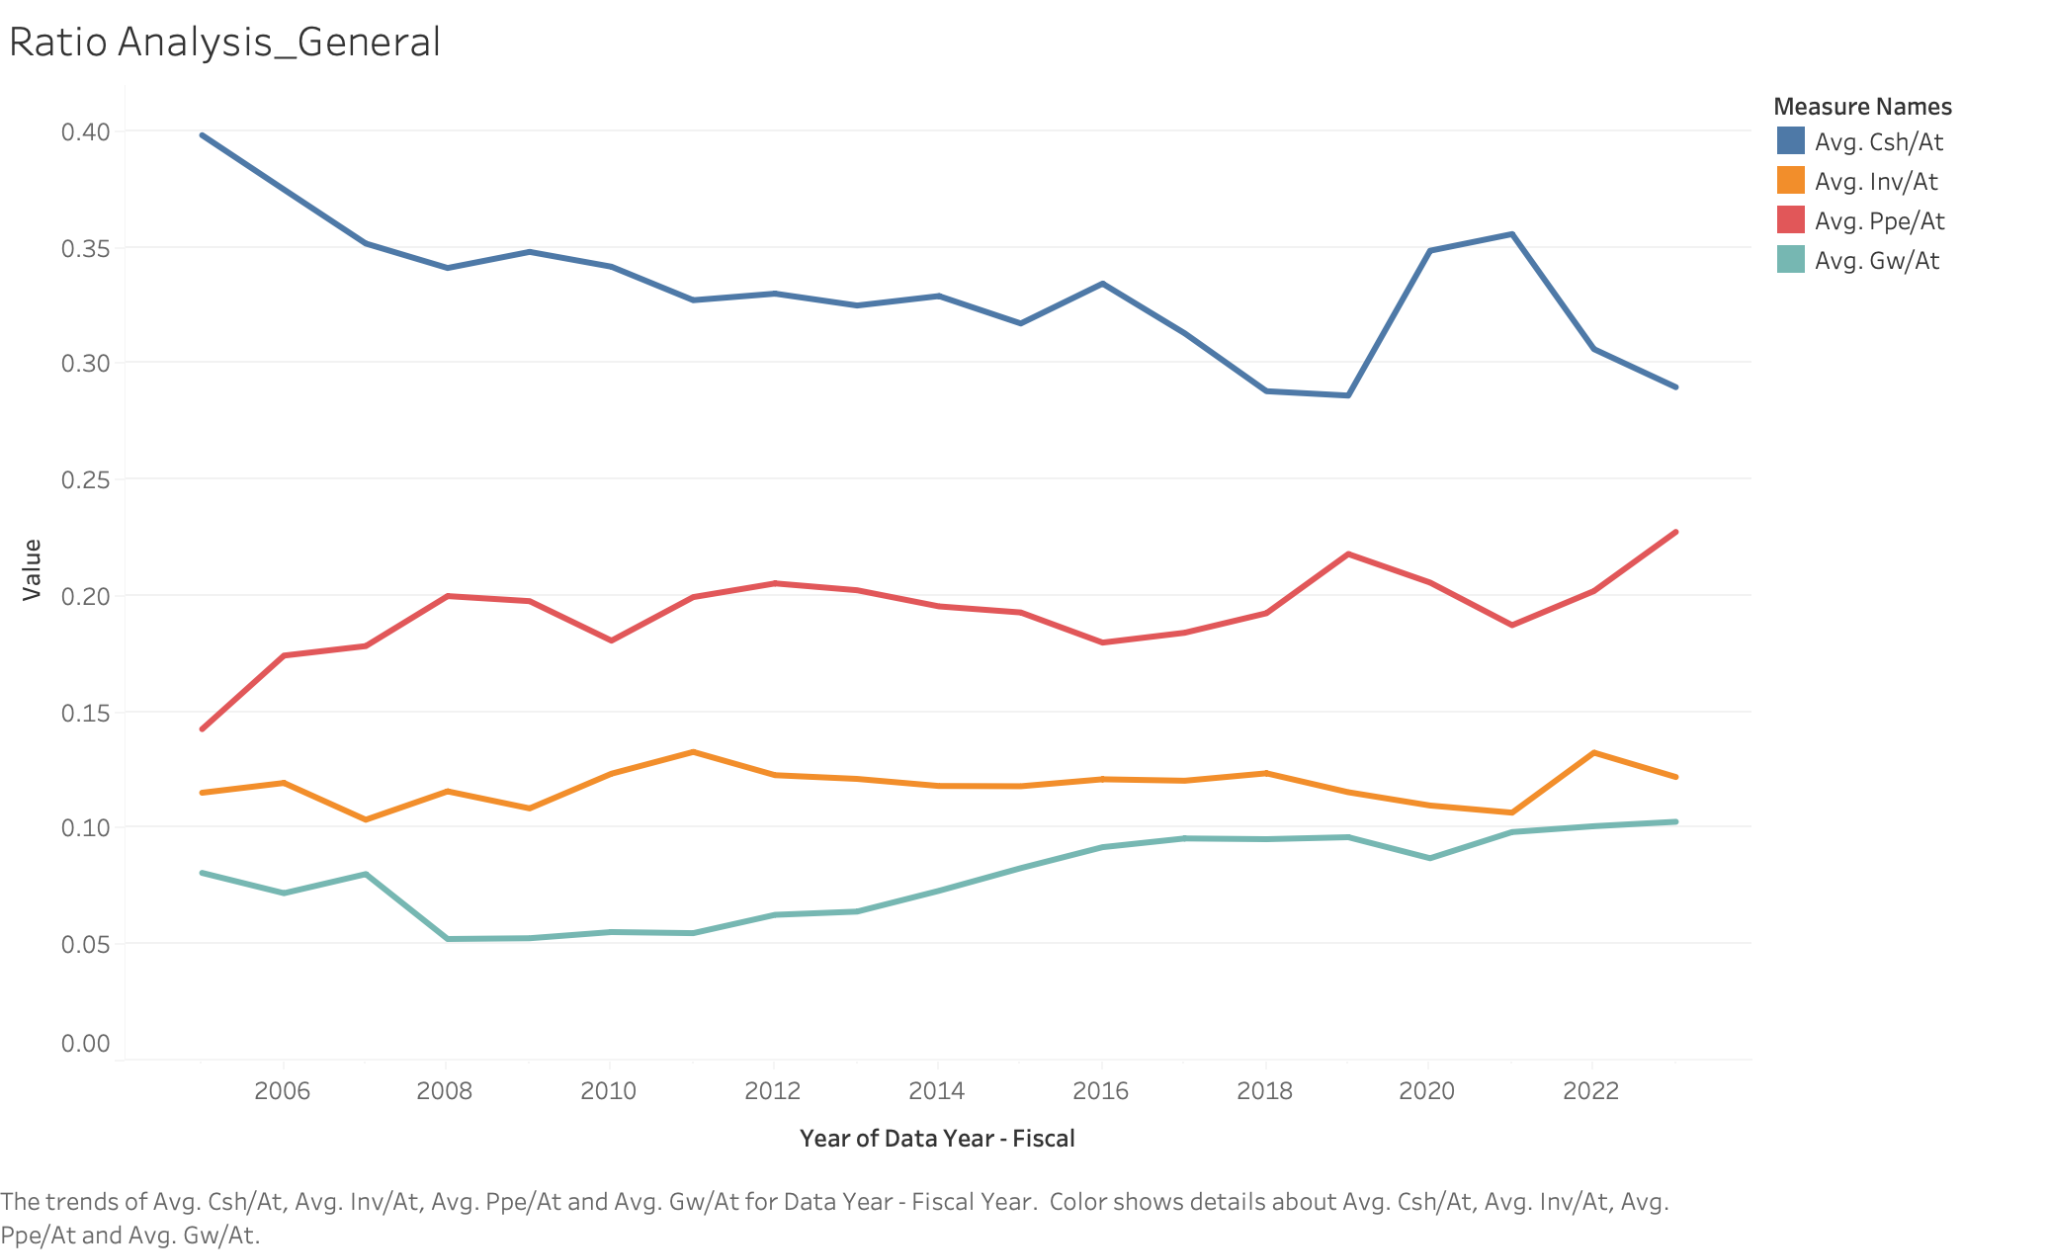 Ratio Analysis_General
Measure Names
Avg. Csh/At
Avg. Inv/At
Avg. Ppe/At
Avg. Gw/At
0.40
0.35
0.30
0.25
0.20
0.15
0.10
0.05
0.00
Value
2006 2008 2010 2012 2014 2016 2018 2020 2022
Year of Data Year - Fiscal
The trends of Avg. Csh/At, Avg. Inv/At, Avg. Ppe/At and Avg. Gw/At for Data Year - Fiscal Year.  Color shows details about Avg. Csh/At, Avg. Inv/At, Avg.
Ppe/At and Avg. Gw/At.